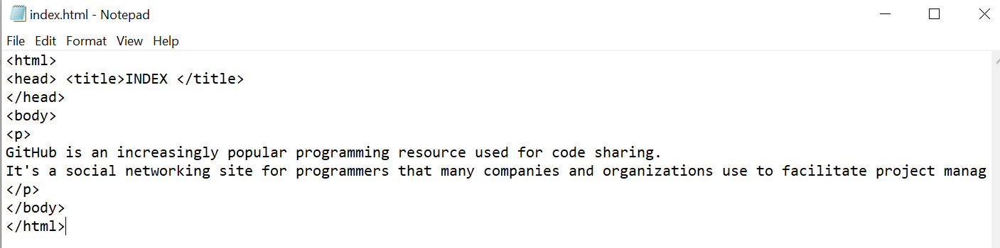 index.html - Notepad
File Edit Format View Help
<html>
<head> <title>INDEX </title>
</head>
<body>
<p>
GitHub is an increasingly popular programming resource used for code sharing.
It's a social networking site for programmers that many companies and organizations use to facilitate project manag
</p>
</body>
</html>